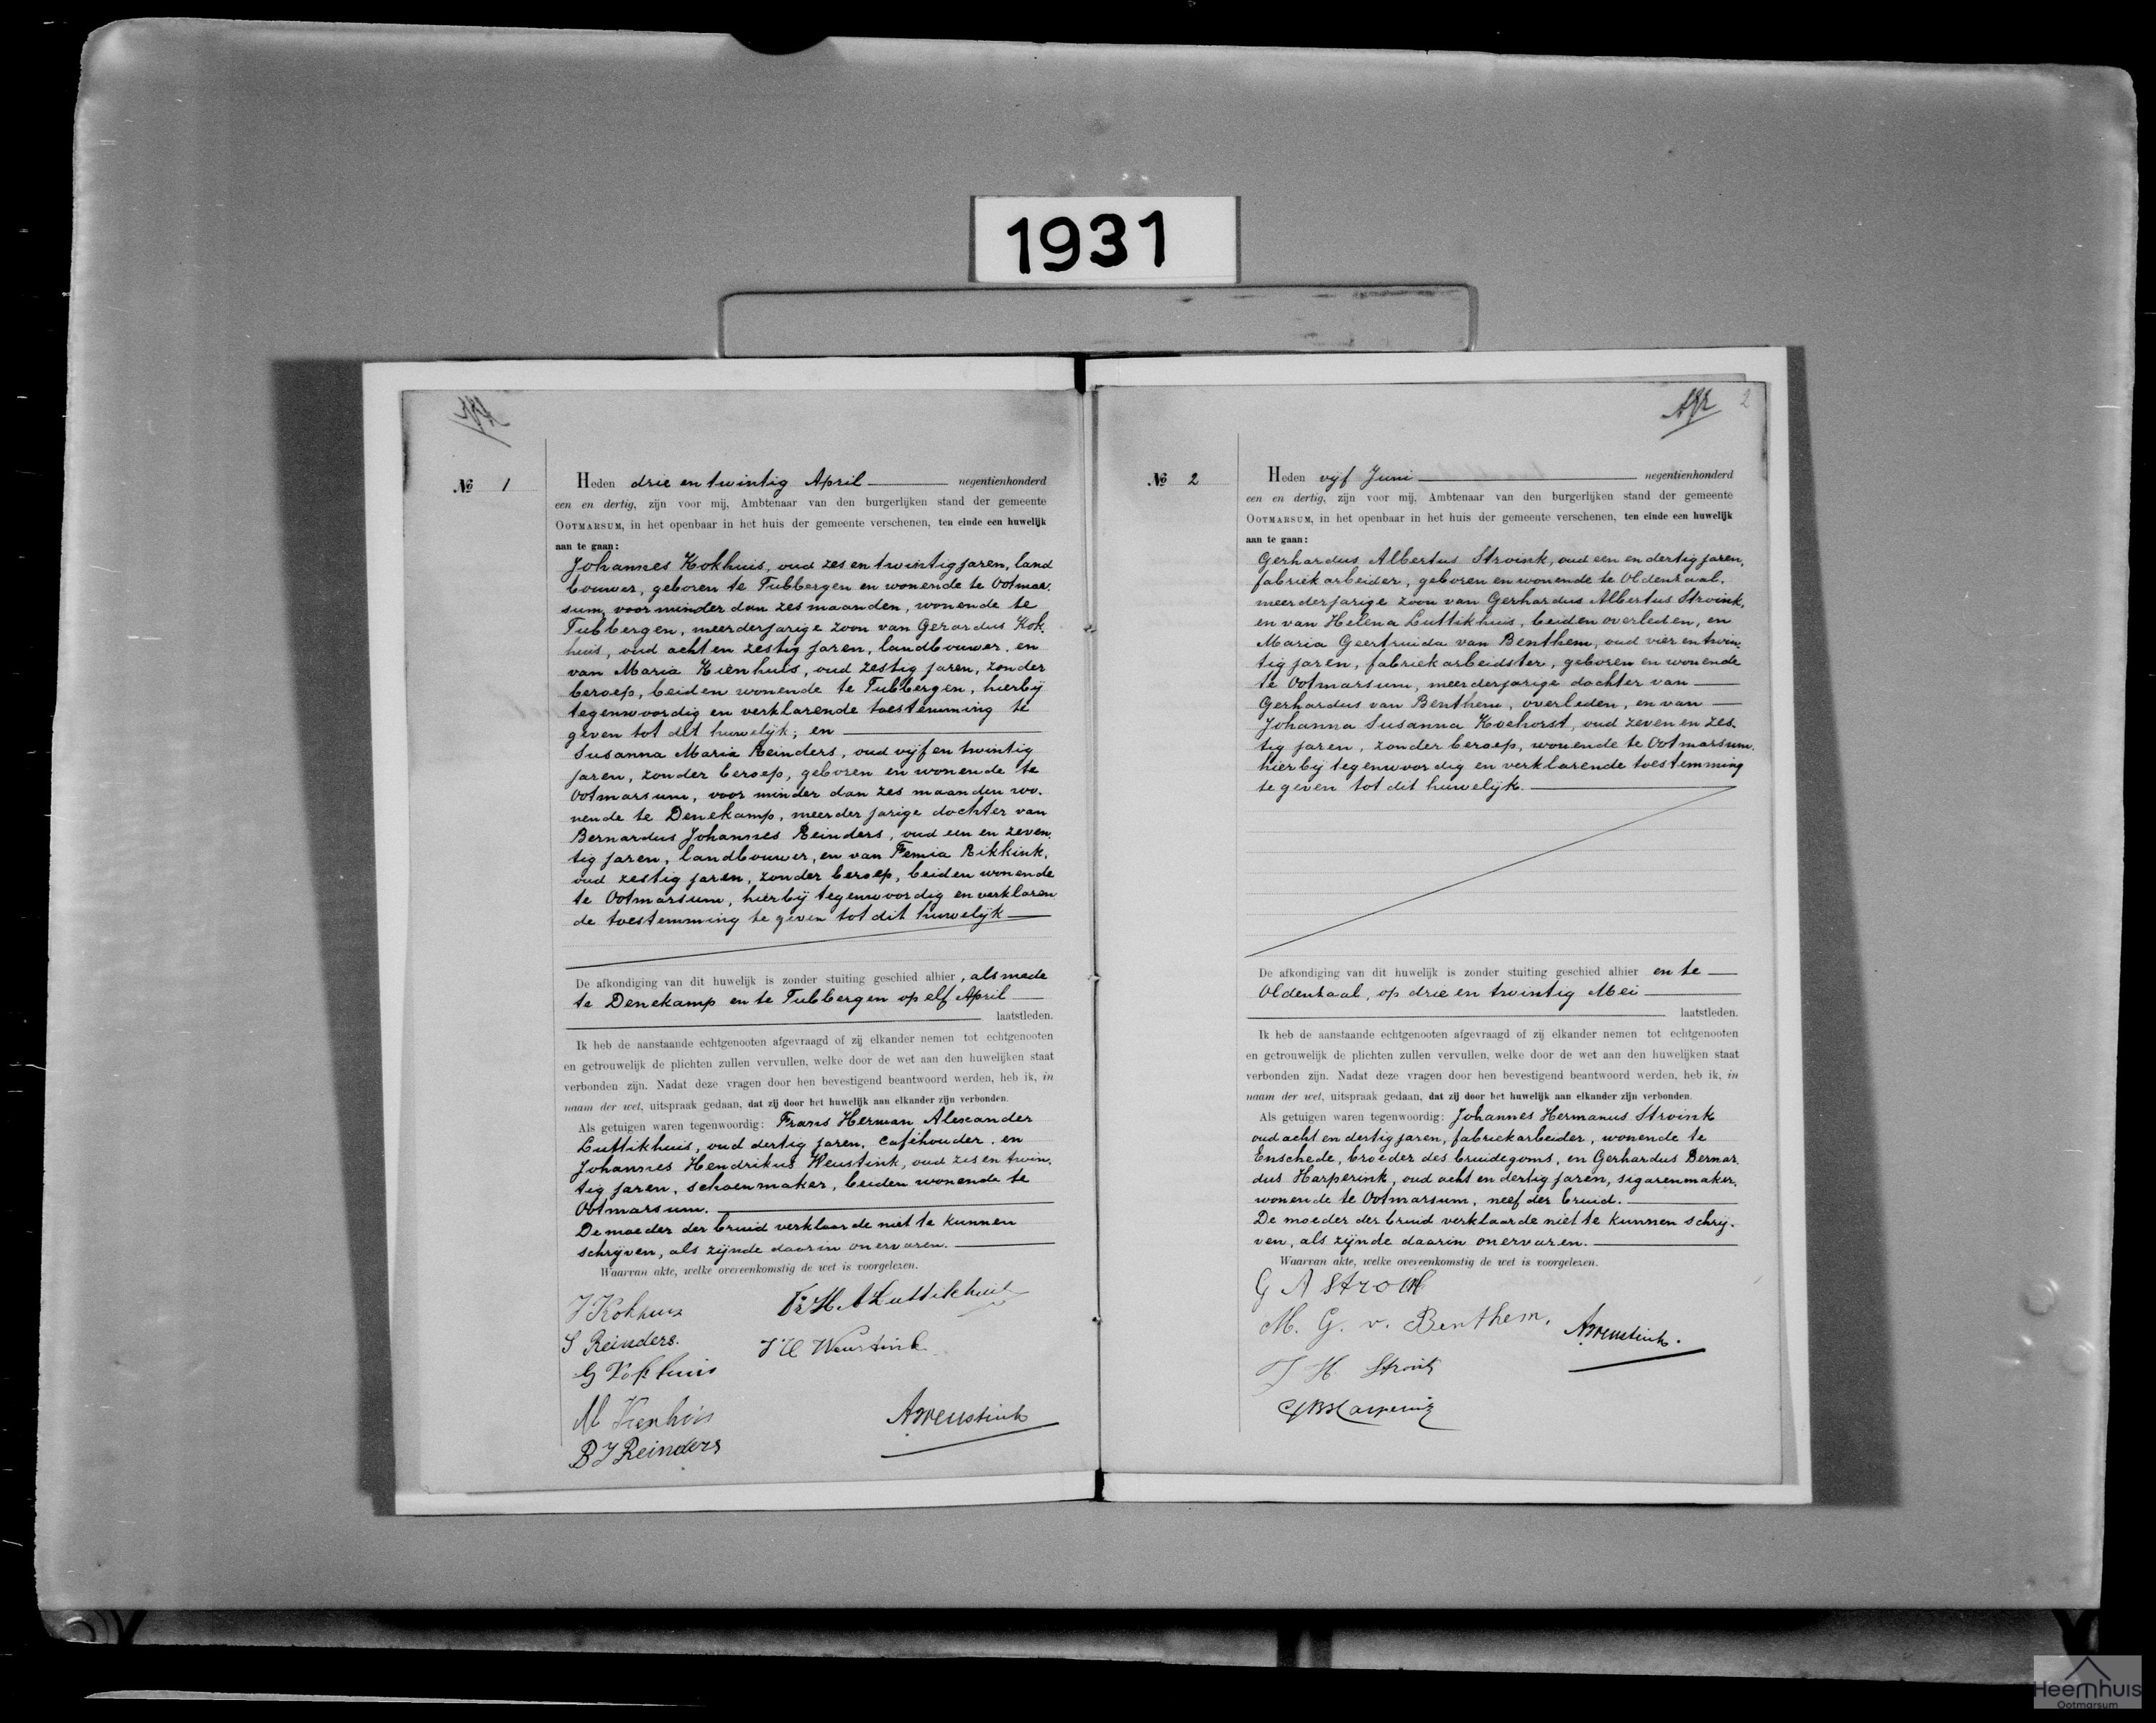 1931
№ 1
Heden drie en twintig April negentienhonderd
een en dertig, zijn voor mij, Ambtenaar van den burgerlijken stand der gemeente
OOTMARSUM, in het openbaar in het huis der gemeente verschenen, ten einde een huwelijk
aan te gaan:
Johannes Kokhuis, oud zes en twintig jaren, land
bouwer, geboren te Tubbergen en wonende te Ootmar.
sum, voor minder dan zes maanden, wonende te
Tubbergen, meerderjarige zoon van Gerardus Kok.
huis, oud acht en zestig jaren, landbouwer, en
van Maria Kienhuis, oud zestig jaren, zonder
beroep, beiden wonende te Tubbergen, hierbij
tegenwoordig en verklarende toestemming te
geven tot dit huwelijk; en
Susanna Maria Reinders, oud vijf en twintig
jaren, zonder beroep, geboren en wonende te
Ootmarsum, voor minder dan zes maanden wo.
nende te Denekamp, meerderjarige dochter van
Bernardus Johannes Reinders, oud een en zeven.
tig jaren, landbouwer, en van Femia Rikkink,
oud zestig jaren, zonder beroep, beiden wonende
te Ootmarsum, hierbij tegenwoordig en verklaren
de toestemming te geven tot dit huwelijk
De afkondiging van dit huwelijk is zonder stuiting geschied alhier, alsmede
te Denekamp en te Tubbergen op elf April
laatstleden.
Ik heb de aanstaande echtgenooten afgevraagd of zij elkander nemen tot echtgenooten
en getrouwelijk de plichten zullen vervullen, welke door de wet aan den huwelijken staat
verbonden zijn. Nadat deze vragen door hen bevestigend beantwoord werden, heb ik, in
naam der wet, uitspraak gedaan, dat zij door het huwelijk aan elkander zijn verbonden.
Als getuigen waren tegenwoordig: Frans Herman Alexander
Luttikhuis, oud dertig jaren, caféhouder, en
Johannes Hendrikus Weustink, oud zes en twin.
tig jaren, schoenmaker, beiden wonende te
Ootmarsum.
De moeder der bruid verklaarde niet te kunnen
schrijven, als zijnde daarin onervaren.
Waarvan akte, welke overeenkomstig de wet is voorgelezen.
J Kokhuis
Fr H A Luttikhuis
S Reinders.
J H Weustink
G Kokhuis
M Kienhuis
AWeustink
B J Reinders
2
№ 2
Heden vijf Juni negentienhonderd
een en dertig, zijn voor mij, Ambtenaar van den burgerlijken stand der gemeente
OOTMARSUM, in het openbaar in het huis der gemeente verschenen, ten einde een huwelijk
aan te gaan:
Gerhardus Albertus Stroink, oud een en dertig jaren,
fabriekarbeider, geboren en wonende te Oldenzaal,
meerderjarige zoon van Gerhardus Albertus Stroink,
en van Helena Luttikhuis, beiden overleden, en
Maria Geertruida van Benthem, oud vier en twin.
tig jaren, fabriekarbeidster, geboren en wonende
te Ootmarsum, meerderjarige dochter van
Gerhardus van Benthem, overleden, en van
Johanna Susanna Koehorst, oud zeven en zes.
tig jaren, zonder beroep, wonende te Ootmarsum,
hierbij tegenwoordig en verklarende toestemming
te geven tot dit huwelijk.
De afkondiging van dit huwelijk is zonder stuiting geschied alhier en te
Oldenzaal, op drie en twintig Mei
laatstleden.
Ik heb de aanstaande echtgenooten afgevraagd of zij elkander nemen tot echtgenooten
en getrouwelijk de plichten zullen vervullen, welke door de wet aan den huwelijken staat
verbonden zijn. Nadat deze vragen door hen bevestigend beantwoord werden, heb ik, in
naam der wet, uitspraak gedaan, dat zij door het huwelijk aan elkander zijn verbonden.
Als getuigen waren tegenwoordig: Johannes Hermanus Stroink
oud acht en dertig jaren, fabriekarbeider, wonende te
Enschede, broeder des bruidegoms, en Gerhardus Bernar.
dus Harperink, oud acht en dertig jaren, sigarenmaker,
wonende te Ootmarsum, neef der bruid.
De moeder der bruid verklaarde niet te kunnen schrij.
ven, als zijnde daarin onervaren.
Waarvan akte, welke overeenkomstig de wet is voorgelezen.
G A Stroink
M. G. v. Benthem.
AWeustink.
J H Stroink
GBHarperink
Heemhuis
Ootmarsum